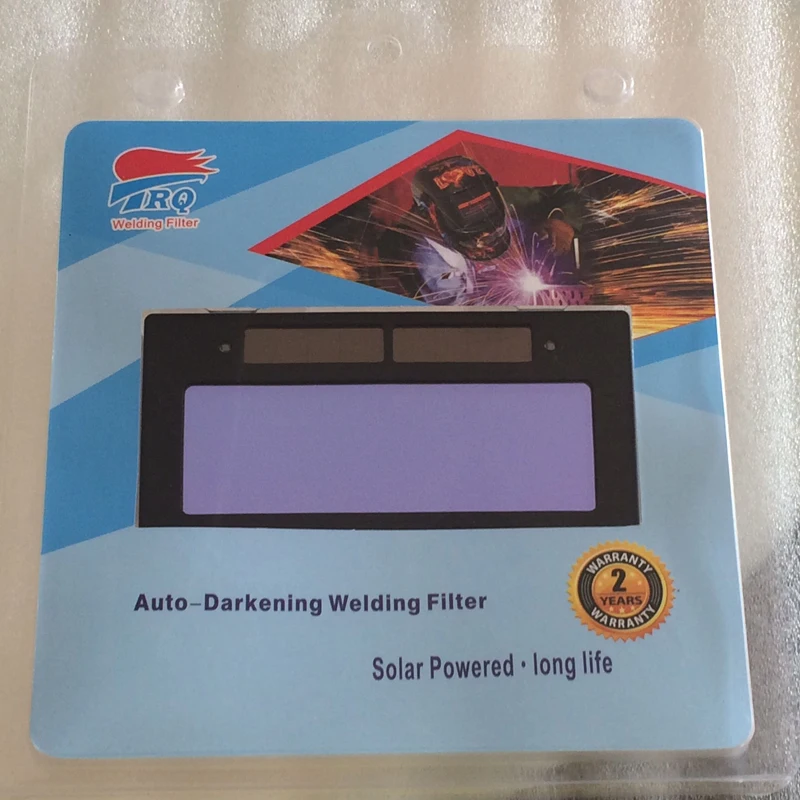 TRQ
Welding Filter
Auto-Darkening Welding Filter
WARRANTY
2
YEARS
WARRANTY
Solar Powered · long life